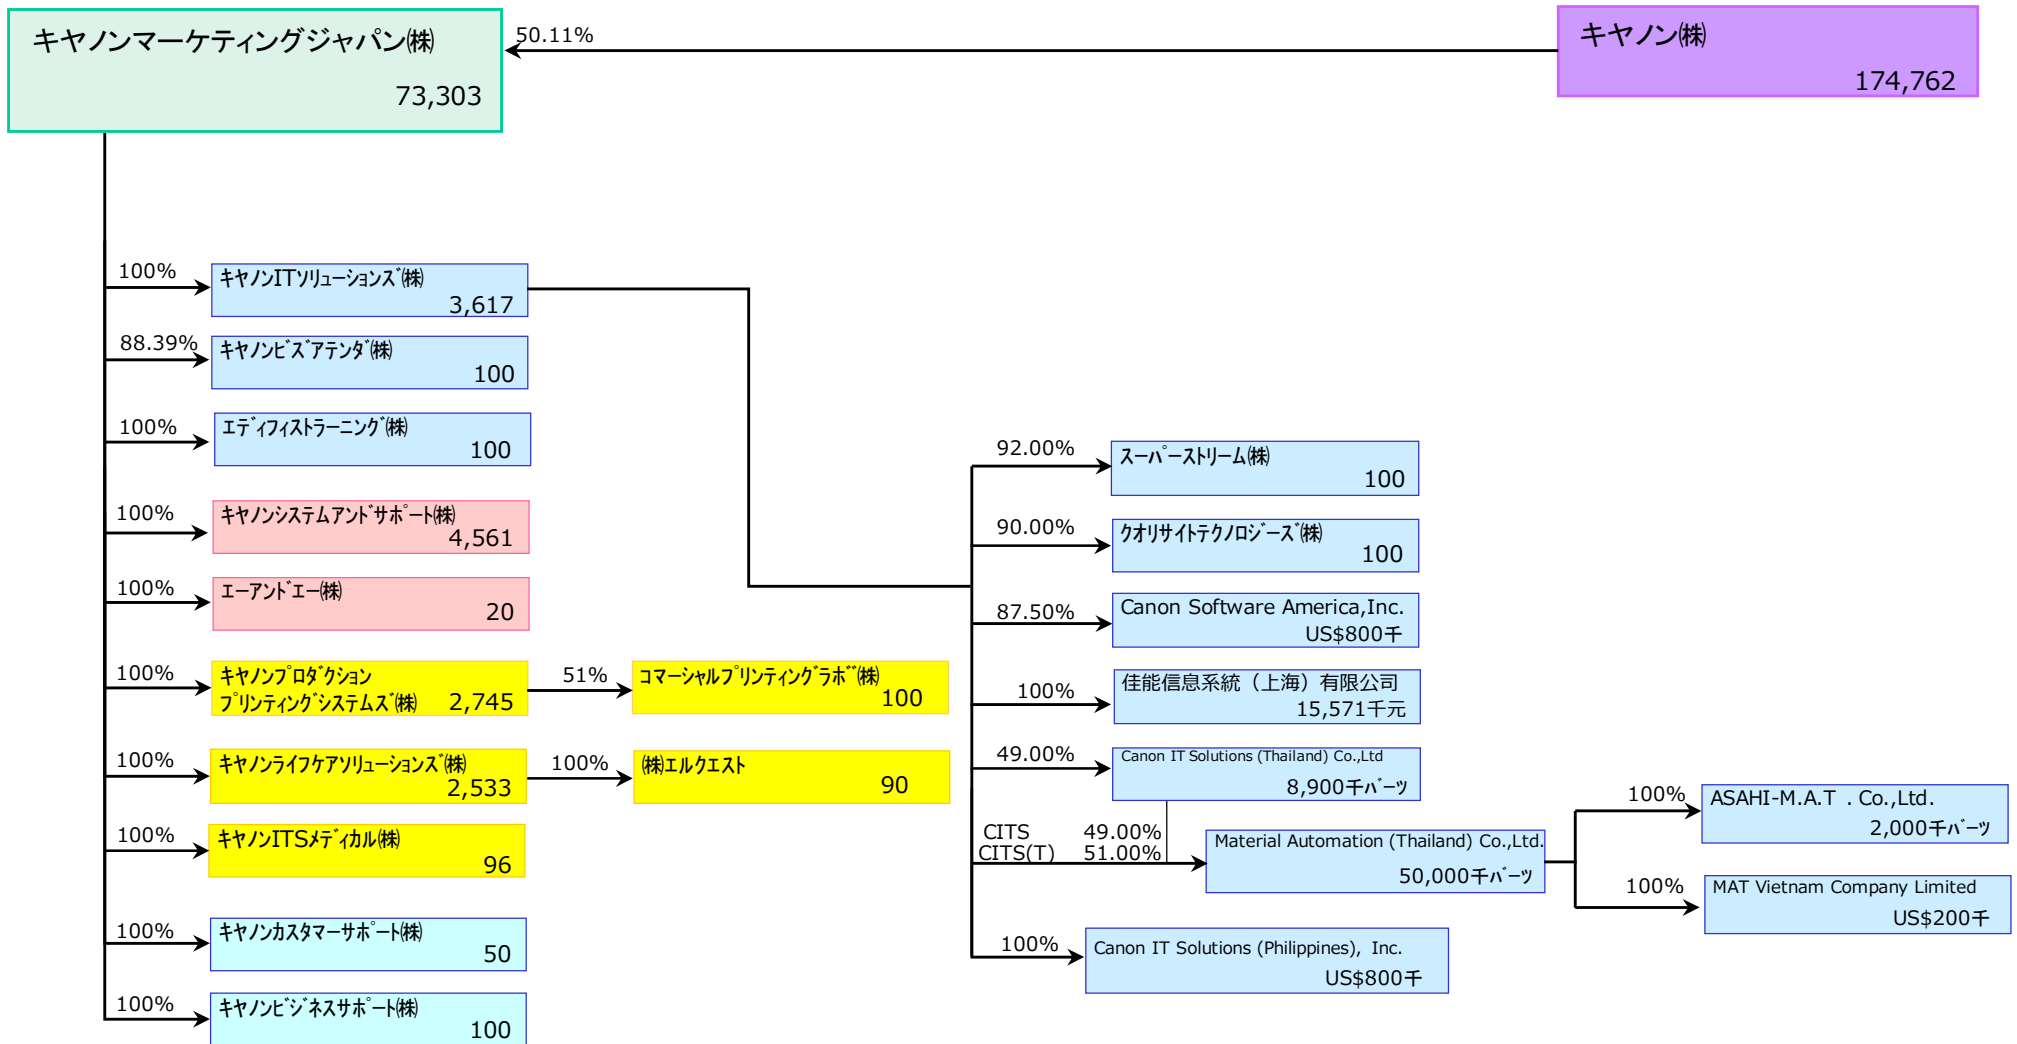 キヤノンマーケティングジャパン㈱
73,303
50.11%
キヤノン㈱
174,762
100%
キヤノンITソリューションズ㈱
3,617
88.39%
キヤノンビズアテンダ㈱
100
100%
エディフィストラーニング㈱
100
100%
キヤノンシステムアンドサポート㈱
4,561
100%
エーアンドエー㈱
20
100%
キヤノンプロダクション
プリンティングシステムズ㈱ 2,745
51%
コマーシャルプリンティングラボ㈱
100
100%
キヤノンライフケアソリューションズ㈱
2,533
100%
㈱エルクエスト
90
100%
キヤノンITSメディカル㈱
96
100%
キヤノンカスタマーサポート㈱
50
100%
キヤノンビジネスサポート㈱
100
92.00%
スーパーストリーム㈱
100
90.00%
クオリサイトテクノロジーズ㈱
100
87.50%
Canon Software America,Inc.
US$800千
100%
佳能信息系統（上海）有限公司
15,571千元
49.00%
Canon IT Solutions (Thailand) Co.,Ltd
8,900千バーツ
CITS 49.00%
CITS(T) 51.00%
Material Automation (Thailand) Co.,Ltd.
50,000千バーツ
100%
ASAHI-M.A.T . Co.,Ltd.
2,000千バーツ
100%
MAT Vietnam Company Limited
US$200千
100%
Canon IT Solutions (Philippines), Inc.
US$800千